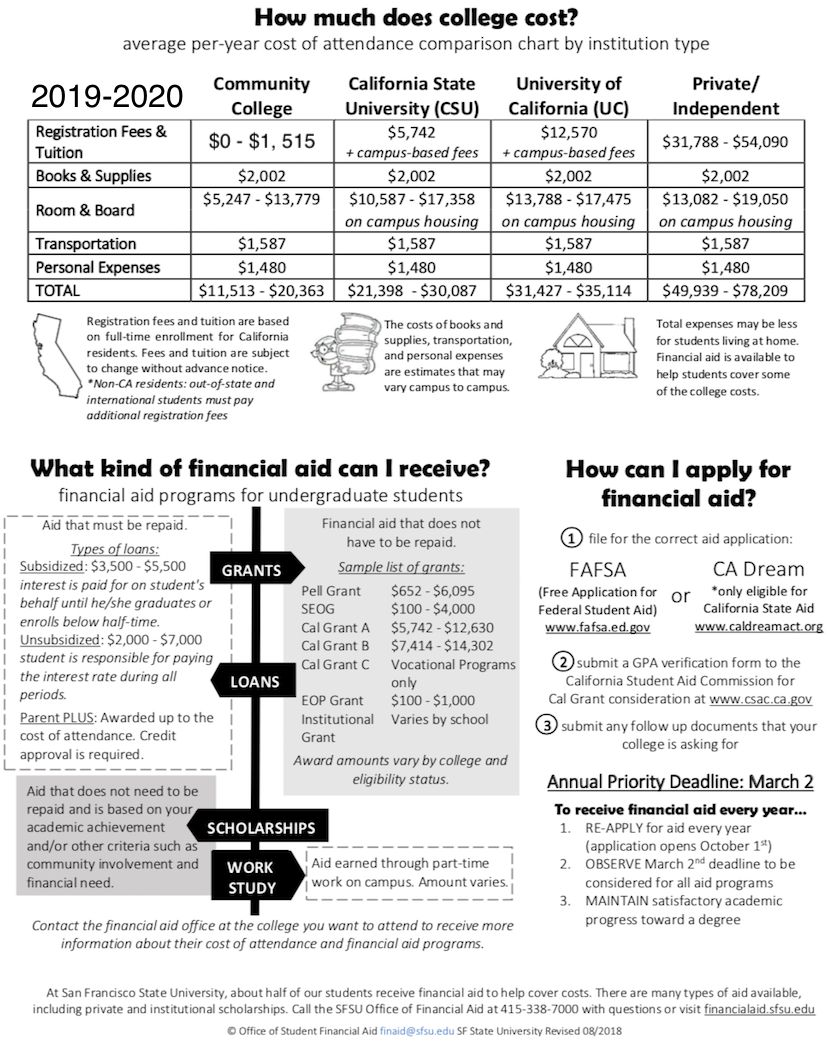 How much does college cost?
average per-year cost of attendance comparison chart by institution type
2019-2020
Community College
California State University (CSU)
University of California (UC)
Private/ Independent
Registration Fees & Tuition
$0 - $1, 515
$5,742
+ campus-based fees
$12,570
+ campus-based fees
$31,788 - $54,090
Books & Supplies $2,002 $2,002 $2,002 $2,002
Room & Board
$5,247 - $13,779
$10,587 - $17,358
on campus housing
$13,788 - $17,475
on campus housing
$13,082 - $19,050
on campus housing
Transportation $1,587 $1,587 $1,587 $1,587
Personal Expenses $1,480 $1,480 $1,480 $1,480
TOTAL $11,513 - $20,363 $21,398 - $30,087 $31,427 - $35,114 $49,939 - $78,209
Registration fees and tuition are based
on full-time enrollment for California
residents. Fees and tuition are subject
to change without advance notice.
*Non-CA residents: out-of-state and
international students must pay
additional registration fees
The costs of books and
supplies, transportation,
and personal expenses
are estimates that may
vary campus to campus.
Total expenses may be less
for students living at home.
Financial aid is available to
help students cover some
of the college costs.
What kind of financial aid can I receive?
financial aid programs for undergraduate students
Aid that must be repaid.
Types of loans:
Subsidized: $3,500 - $5,500
interest is paid for on student's
behalf until he/she graduates or
enrolls below half-time.
Unsubsidized: $2,000 - $7,000
student is responsible for paying
the interest rate during all
periods.
Parent PLUS: Awarded up to the
cost of attendance. Credit
approval is required.
GRANTS
LOANS
Financial aid that does not
have to be repaid.
Sample list of grants:
Pell Grant $652 - $6,095
SEOG $100 - $4,000
Cal Grant A $5,742 - $12,630
Cal Grant B $7,414 - $14,302
Cal Grant C Vocational Programs
only
EOP Grant $100 - $1,000
Institutional Varies by school
Grant
Award amounts vary by college and
eligibility status.
Aid that does not need to be
repaid and is based on your
academic achievement
and/or other criteria such as
community involvement and
financial need.
SCHOLARSHIPS
WORK
STUDY
Aid earned through part-time
work on campus. Amount varies.
Contact the financial aid office at the college you want to attend to receive more
information about their cost of attendance and financial aid programs.
How can I apply for
financial aid?
1 file for the correct aid application:
FAFSA
(Free Application for
Federal Student Aid)
www.fafsa.ed.gov
or
CA Dream
*only eligible for
California State Aid
www.caldreamact.org
2 submit a GPA verification form to the
California Student Aid Commission for
Cal Grant consideration at www.csac.ca.gov
3 submit any follow up documents that your
college is asking for
Annual Priority Deadline: March 2
To receive financial aid every year...
1. RE-APPLY for aid every year
(application opens October 1st)
2. OBSERVE March 2nd deadline to be
considered for all aid programs
3. MAINTAIN satisfactory academic
progress toward a degree
At San Francisco State University, about half of our students receive financial aid to help cover costs. There are many types of aid available,
including private and institutional scholarships. Call the SFSU Office of Financial Aid at 415-338-7000 with questions or visit financialaid.sfsu.edu
© Office of Student Financial Aid finaid@sfsu.edu SF State University Revised 08/2018